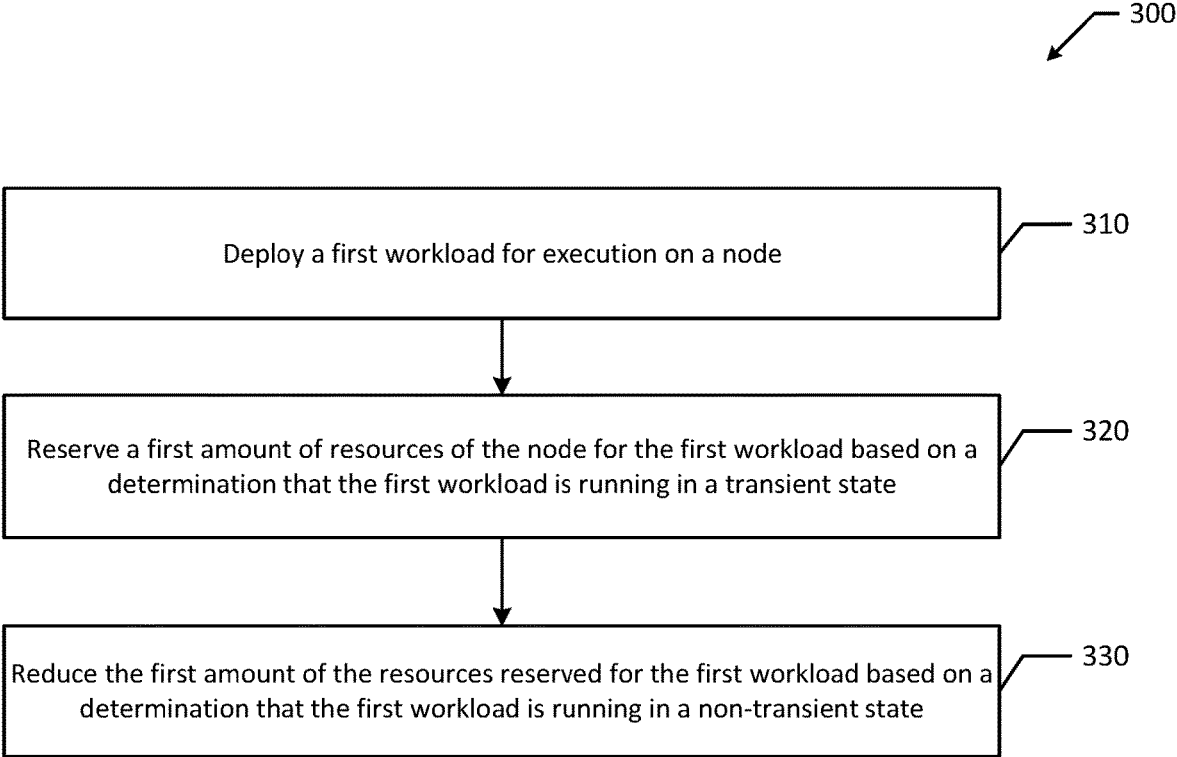 300
Deploy a first workload for execution on a node
310
Reserve a first amount of resources of the node for the first workload based on a
determination that the first workload is running in a transient state
320
Reduce the first amount of the resources reserved for the first workload based on a
determination that the first workload is running in a non-transient state
330